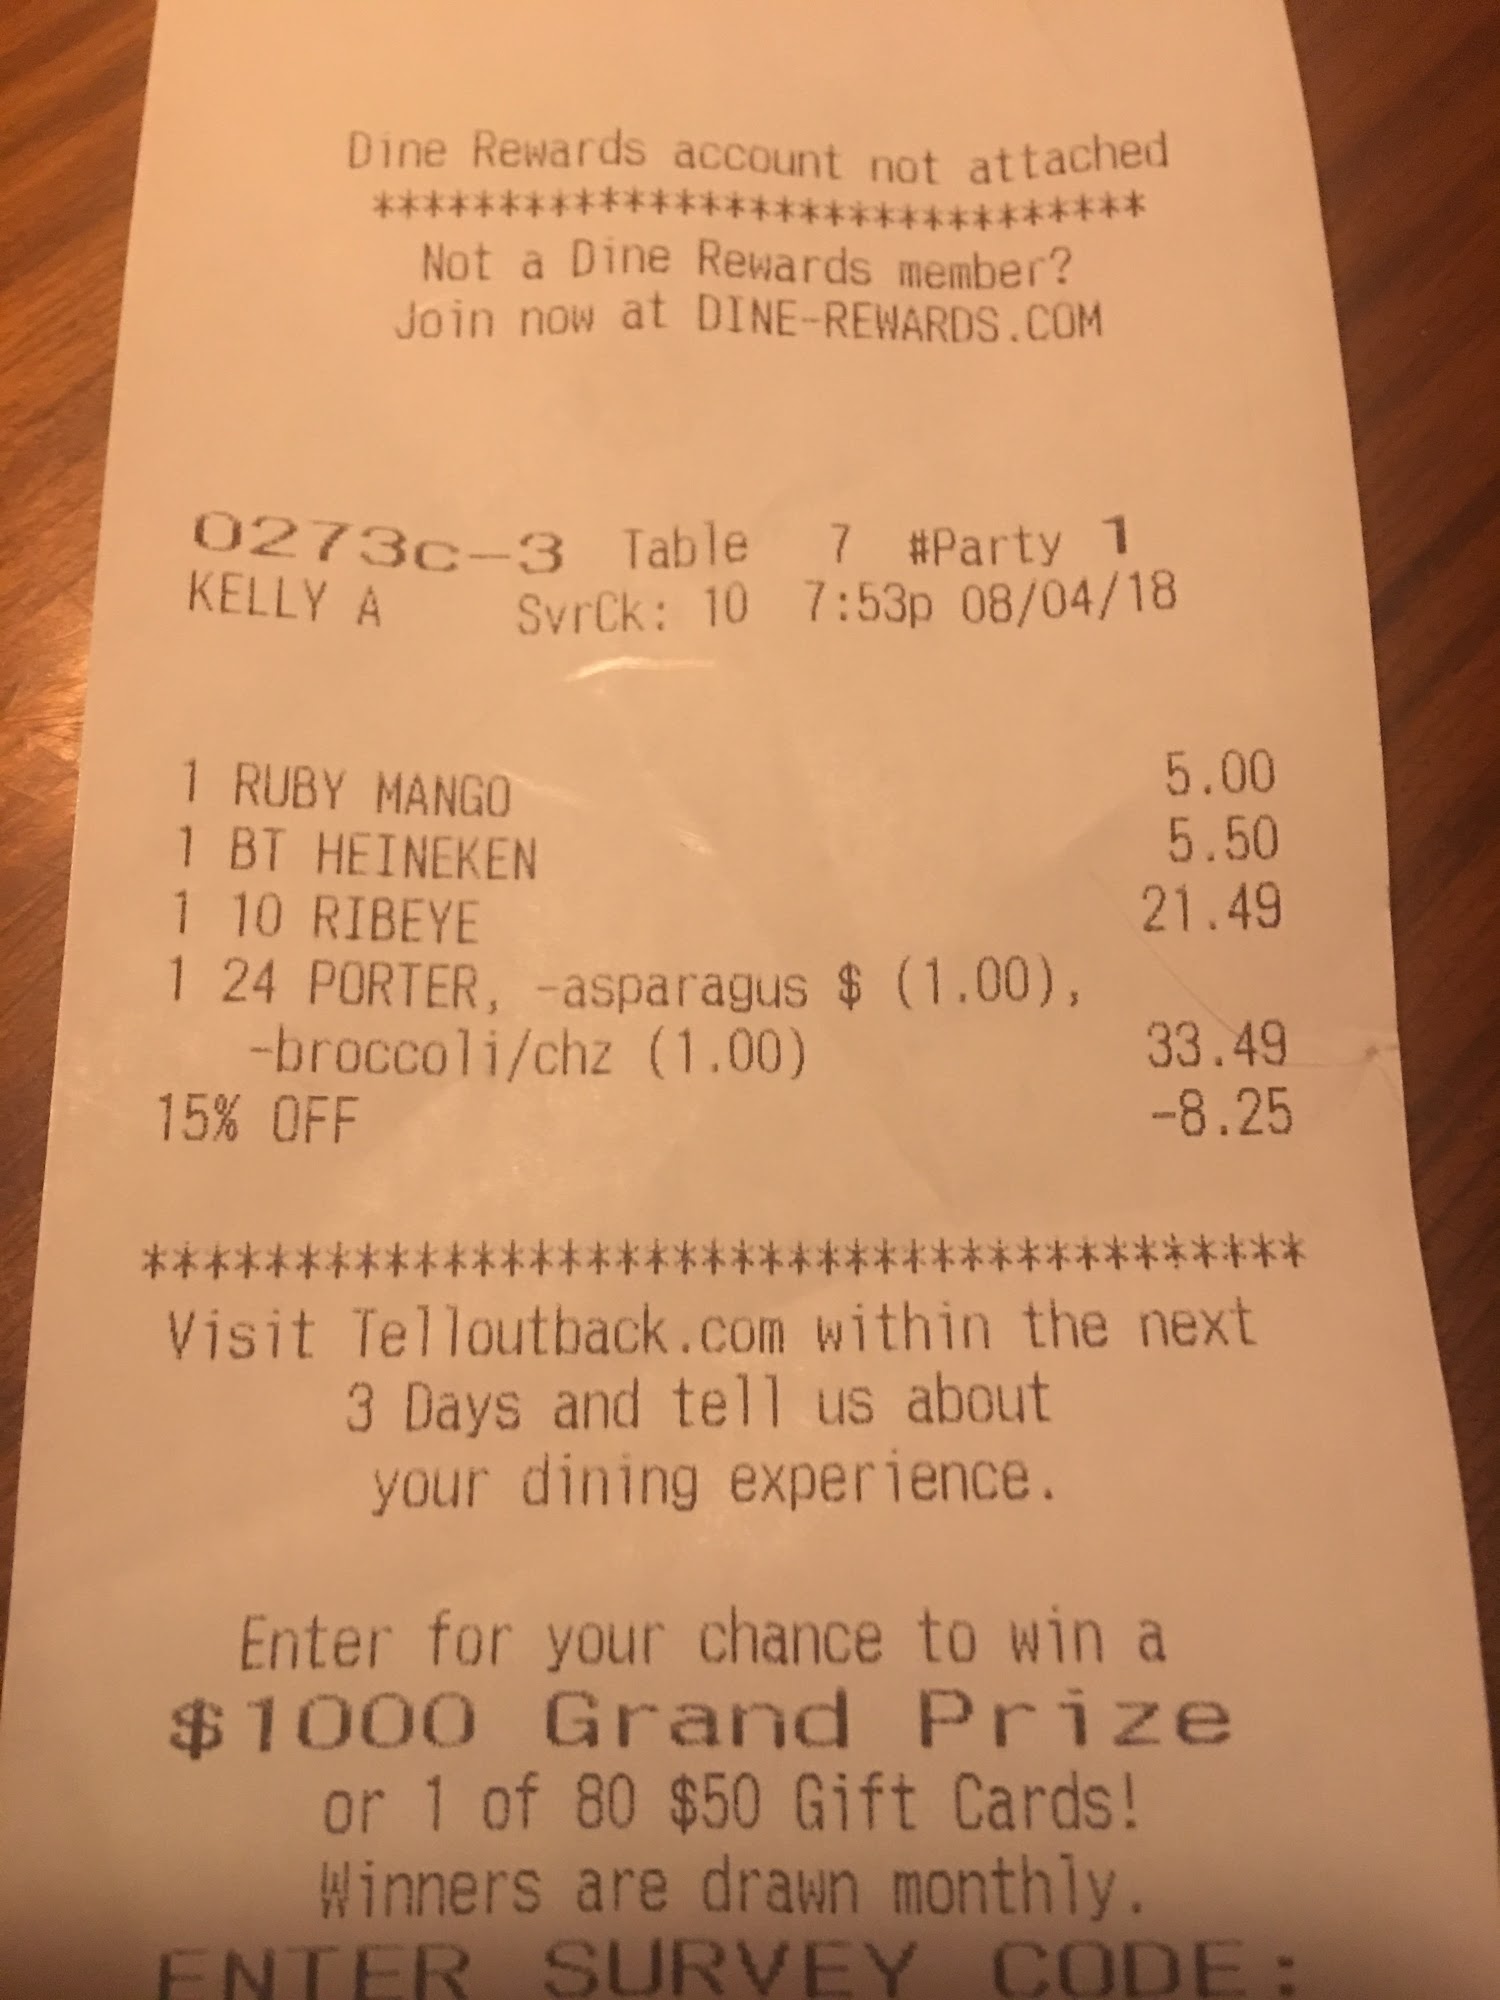 Dine Rewards account not attached
*******************************
Not a Dine Rewards member?
Join now at DINE-REWARDS.COM
0273c-3 Table 7 #Party 1
KELLY A SvrCk: 10 7:53p 08/04/18
1 RUBY MANGO 5.00
1 BT HEINEKEN 5.50
1 10 RIBEYE 21.49
1 24 PORTER, -asparagus $ (1.00),
-broccoli/chz (1.00) 33.49
15% OFF -8.25
****************************************
Visit Telloutback.com within the next
3 Days and tell us about
your dining experience.
Enter for your chance to win a
$1000 Grand Prize
or 1 of 80 $50 Gift Cards!
Winners are drawn monthly.
ENTER SURVEY CODE: